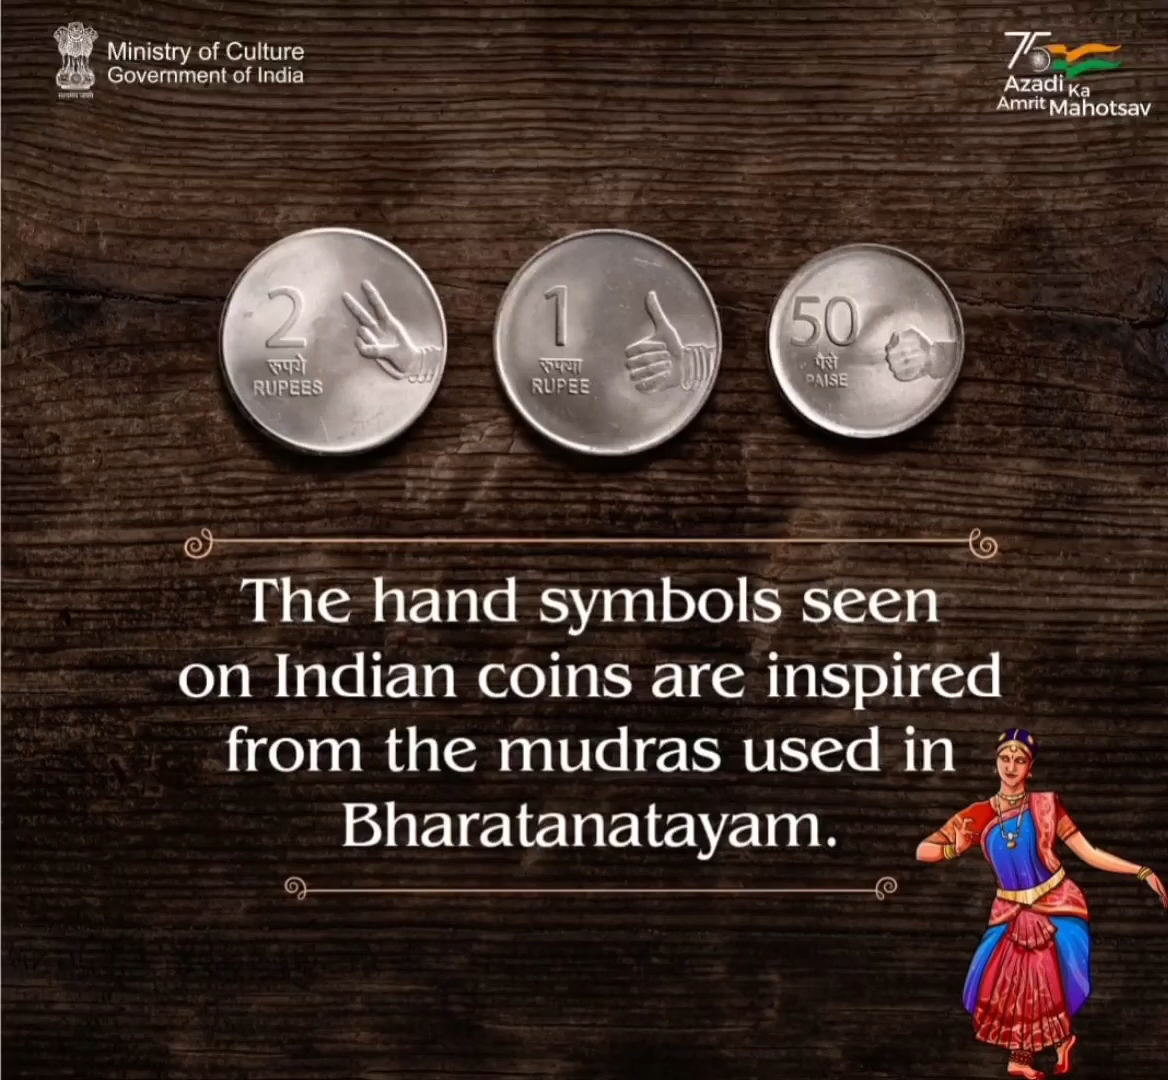 Ministry of Culture
Government of India
75
Azadi Ka
Amrit Mahotsav
2
रुपये
RUPEES
1
रुपया
RUPEE
50
पैसे
PAISE
The hand symbols seen
on Indian coins are inspired
from the mudras used in
Bharatanatayam.